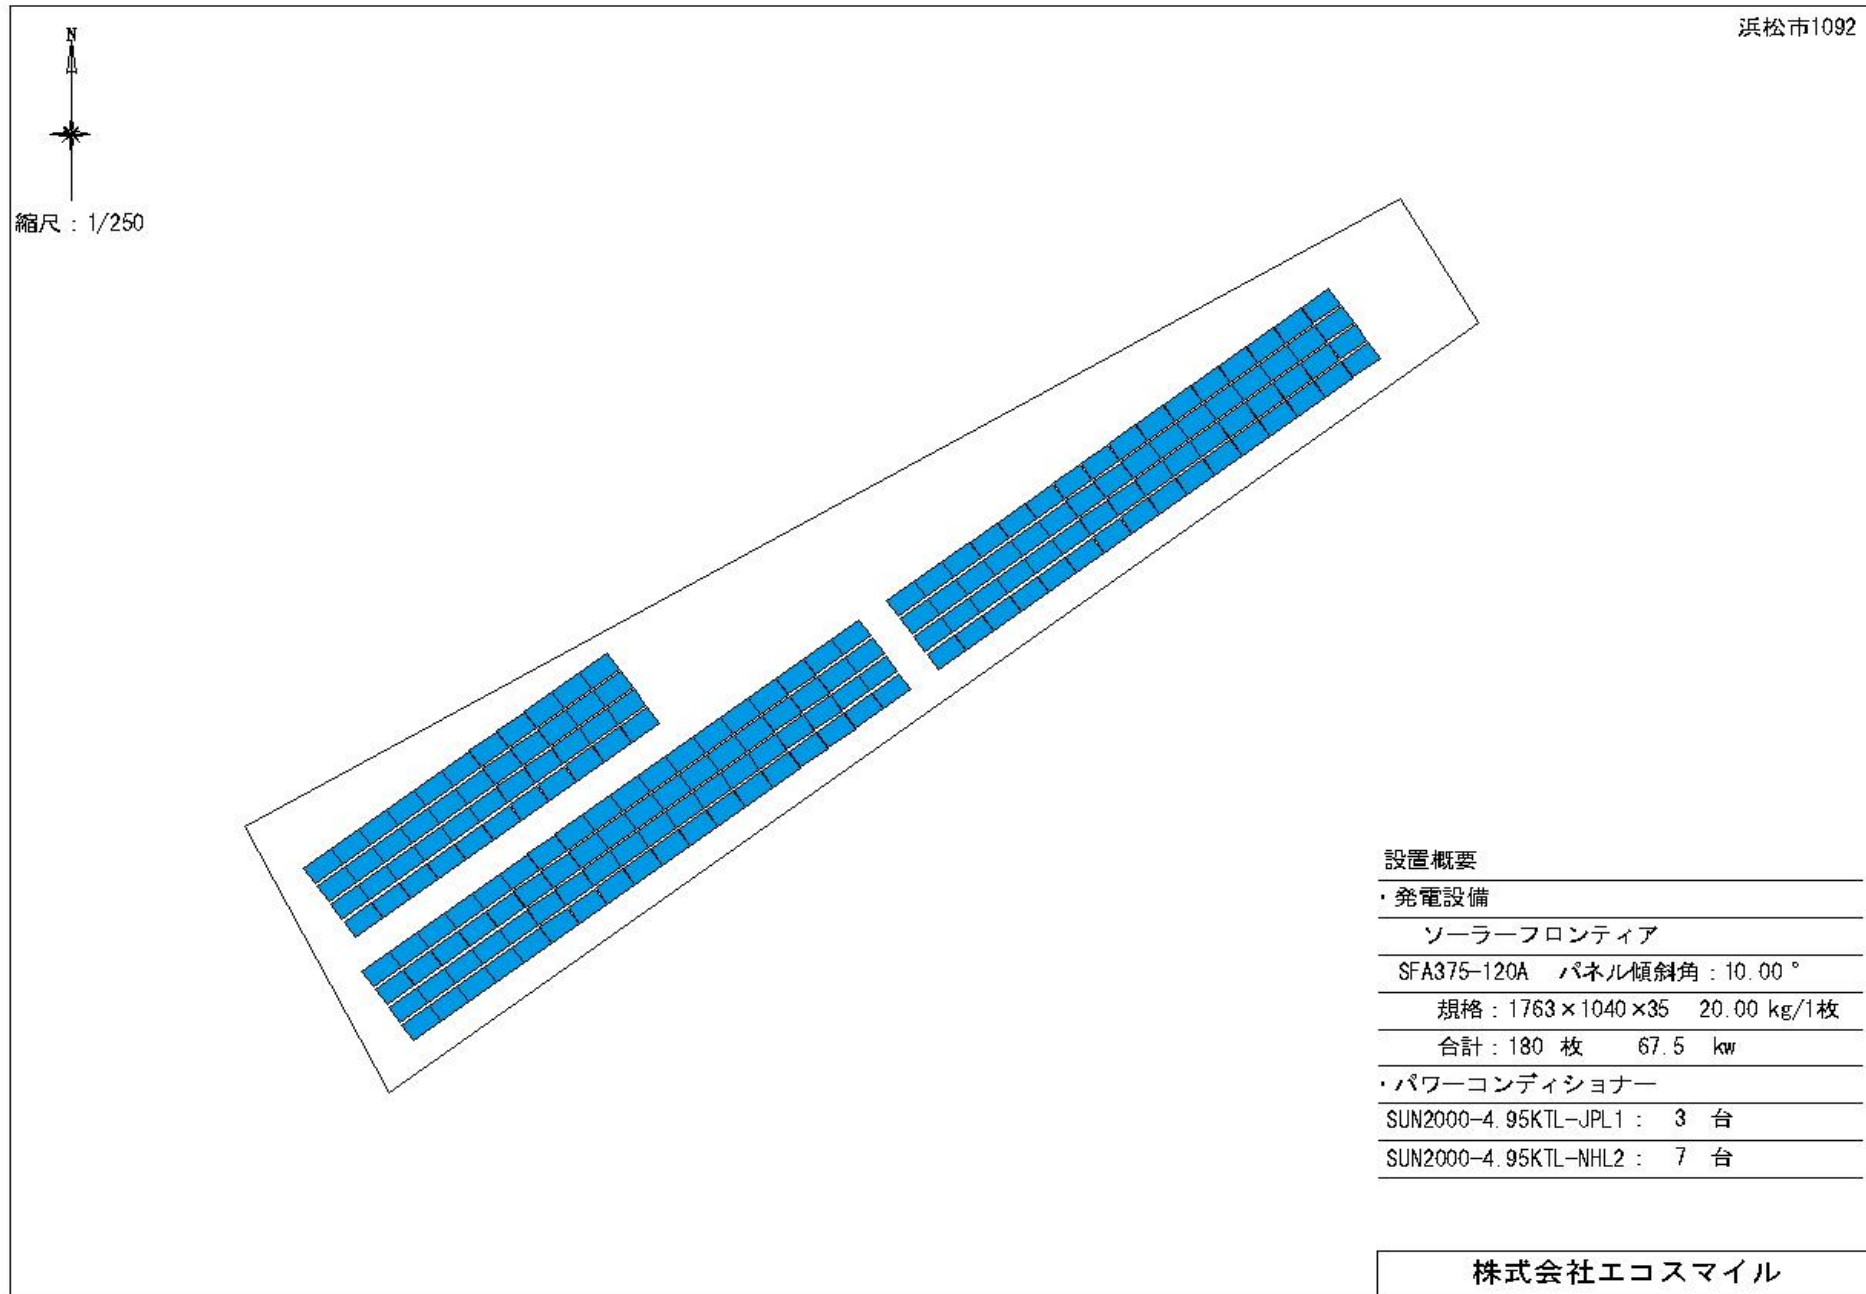 浜松市1092
N
縮尺：1/250
設置概要
・発電設備
ソーラーフロンティア
SFA375-120A パネル傾斜角：10.00°
規格：1763×1040×35 20.00 kg/1枚
合計：180 枚 67.5 kw
・パワーコンディショナー
SUN2000-4.95KTL-JPL1： 3 台
SUN2000-4.95KTL-NHL2： 7 台
株式会社エコスマイル